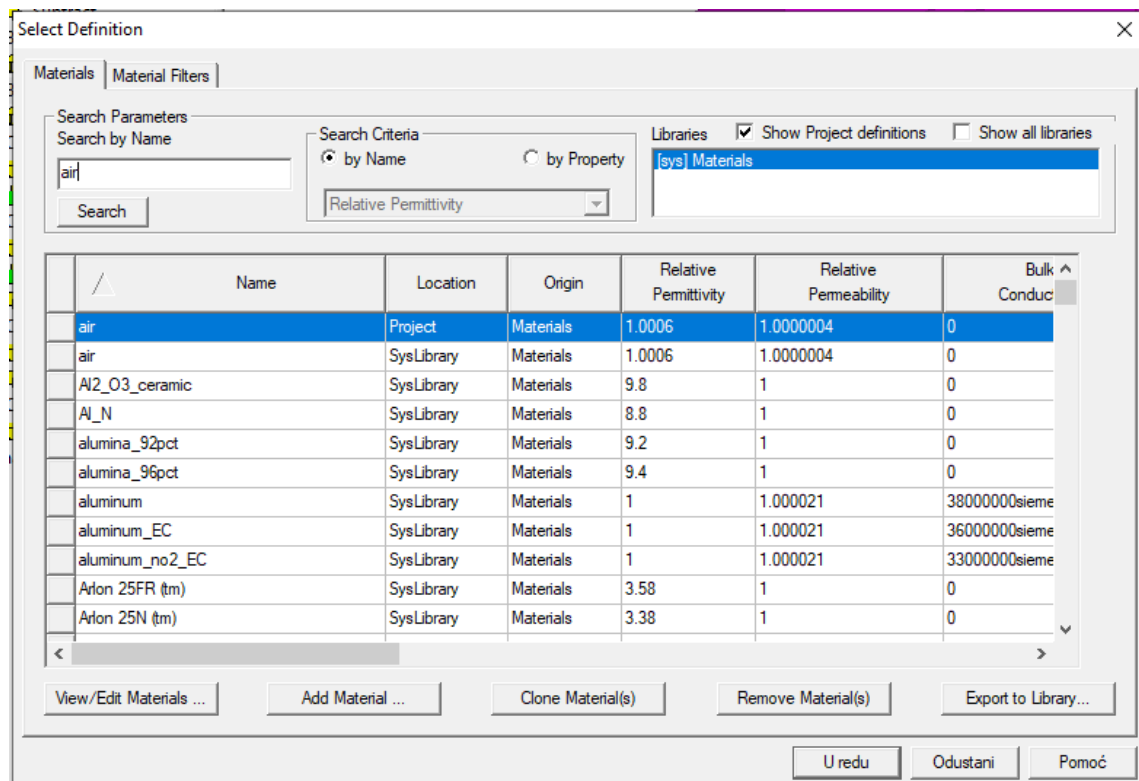 Select Definition
Materials
Material Filters
Search Parameters
Search by Name
air
Search
Search Criteria
by Name
by Property
Relative Permittivity
Libraries
Show Project definitions
Show all libraries
[sys] Materials
Name Location Origin Relative Permittivity Relative Permeability Bulk Conduc
air Project Materials 1.0006 1.0000004 0
air SysLibrary Materials 1.0006 1.0000004 0
Al2_O3_ceramic SysLibrary Materials 9.8 1 0
Al_N SysLibrary Materials 8.8 1 0
alumina_92pct SysLibrary Materials 9.2 1 0
alumina_96pct SysLibrary Materials 9.4 1 0
aluminum SysLibrary Materials 1 1.000021 38000000sieme
aluminum_EC SysLibrary Materials 1 1.000021 36000000sieme
aluminum_no2_EC SysLibrary Materials 1 1.000021 33000000sieme
Arlon 25FR (tm) SysLibrary Materials 3.58 1 0
Arlon 25N (tm) SysLibrary Materials 3.38 1 0
View/Edit Materials ...
Add Material ...
Clone Material(s)
Remove Material(s)
Export to Library...
U redu
Odustani
Pomoć